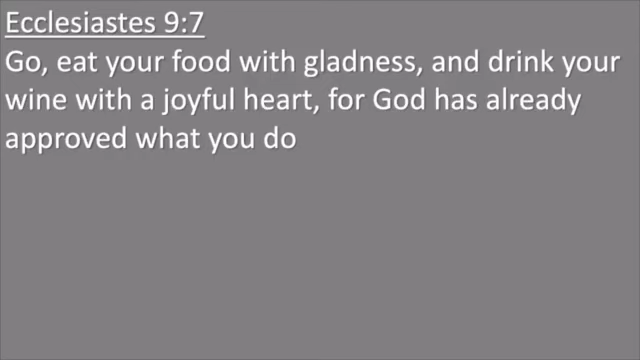 Ecclesiastes 9:7
Go, eat your food with gladness, and drink your
wine with a joyful heart, for God has already
approved what you do